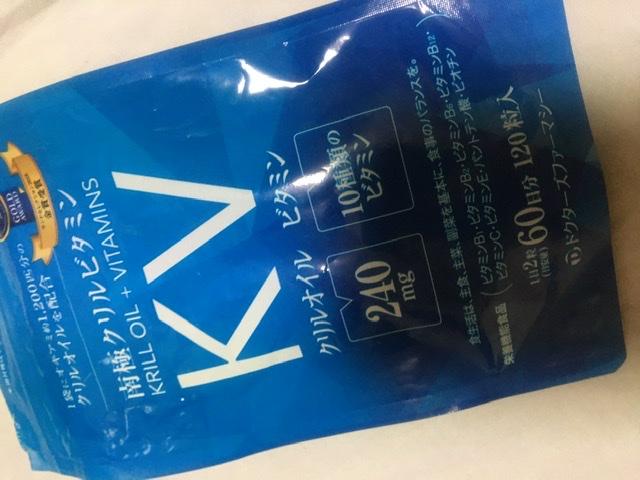 GOLD
AWARD
金賞受賞
1袋にオキアミ約1,200匹分の
クリルオイルを配合
南極クリルビタミン
KRILL OIL + VITAMINS
KV
クリルオイル ビタミン
240
mg
10種類の
ビタミン
食生活は、主食、主菜、副菜を基本に、食事のバランスを。
栄養機能食品
ビタミンB1・ビタミンB2・ビタミンB6・ビタミンB12・
ビタミンC・ビタミンE・パントテン酸・ビオチン
1日2粒
60日分 120粒入
ドクターズファーマシー